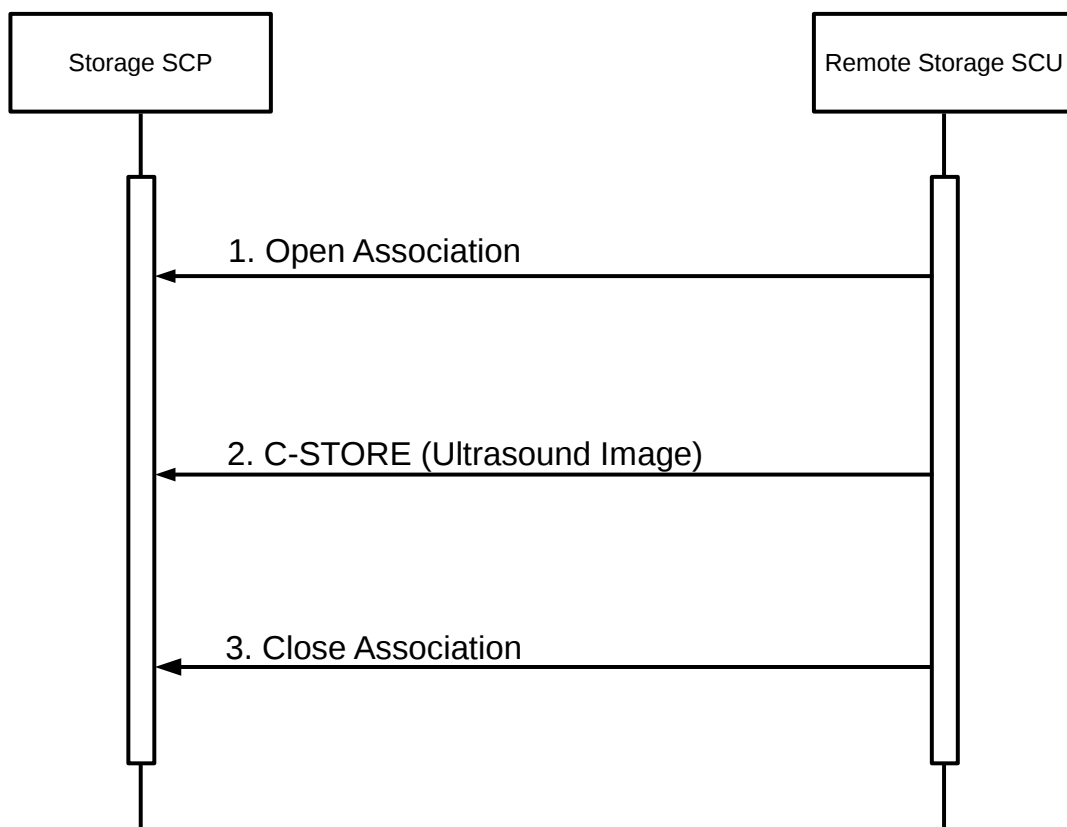 Storage SCP
Remote Storage SCU
1. Open Association
2. C-STORE (Ultrasound Image)
3. Close Association